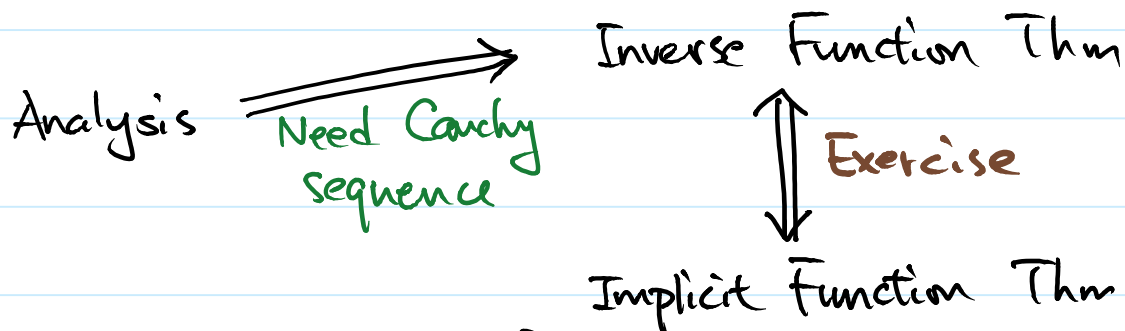 Inverse Function Thm
Analysis
Need Cauchy
sequence
Exercise
Implicit Function Thm